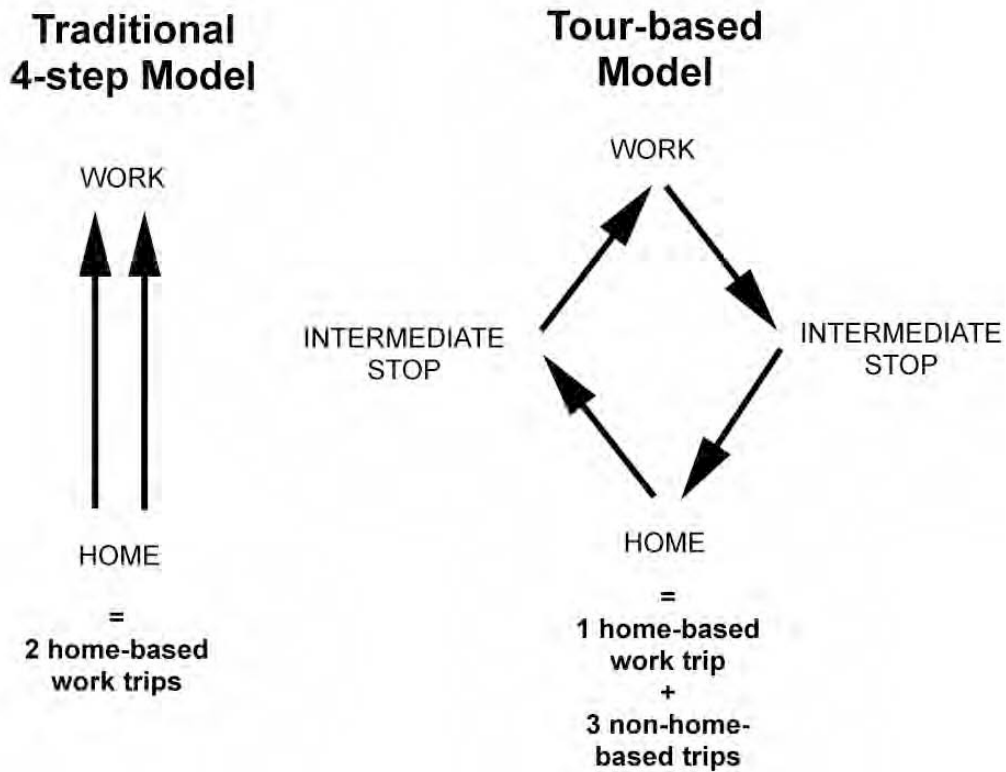 Traditional
4-step Model
WORK
HOME
=
2 home-based
work trips
Tour-based
Model
WORK
INTERMEDIATE
STOP
INTERMEDIATE
STOP
HOME
=
1 home-based
work trip
+
3 non-home-
based trips